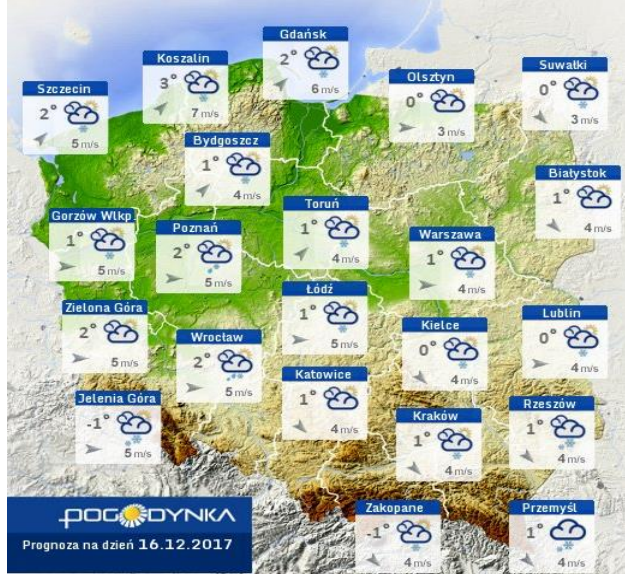 Gdańsk
2°
6 m/s
Koszalin
3°
7 m/s
Suwałki
0°
3 m/s
Olsztyn
0°
3 m/s
Szczecin
2°
5 m/s
Bydgoszcz
1°
4 m/s
Białystok
1°
4 m/s
Toruń
1°
4 m/s
Gorzów Wlkp
1°
5 m/s
Poznań
2°
5 m/s
Warszawa
1°
4 m/s
Łódź
1°
5 m/s
Zielona Góra
2°
5 m/s
Lublin
0°
4 m/s
Kielce
0°
4 m/s
Wrocław
2°
5 m/s
Katowice
1°
4 m/s
Jelenia Góra
-1°
5 m/s
Rzeszów
1°
4 m/s
Kraków
1°
4 m/s
Zakopane
-1°
4 m/s
Przemyśl
1°
4 m/s
POGODYNKA
Prognoza na dzień 16.12.2017